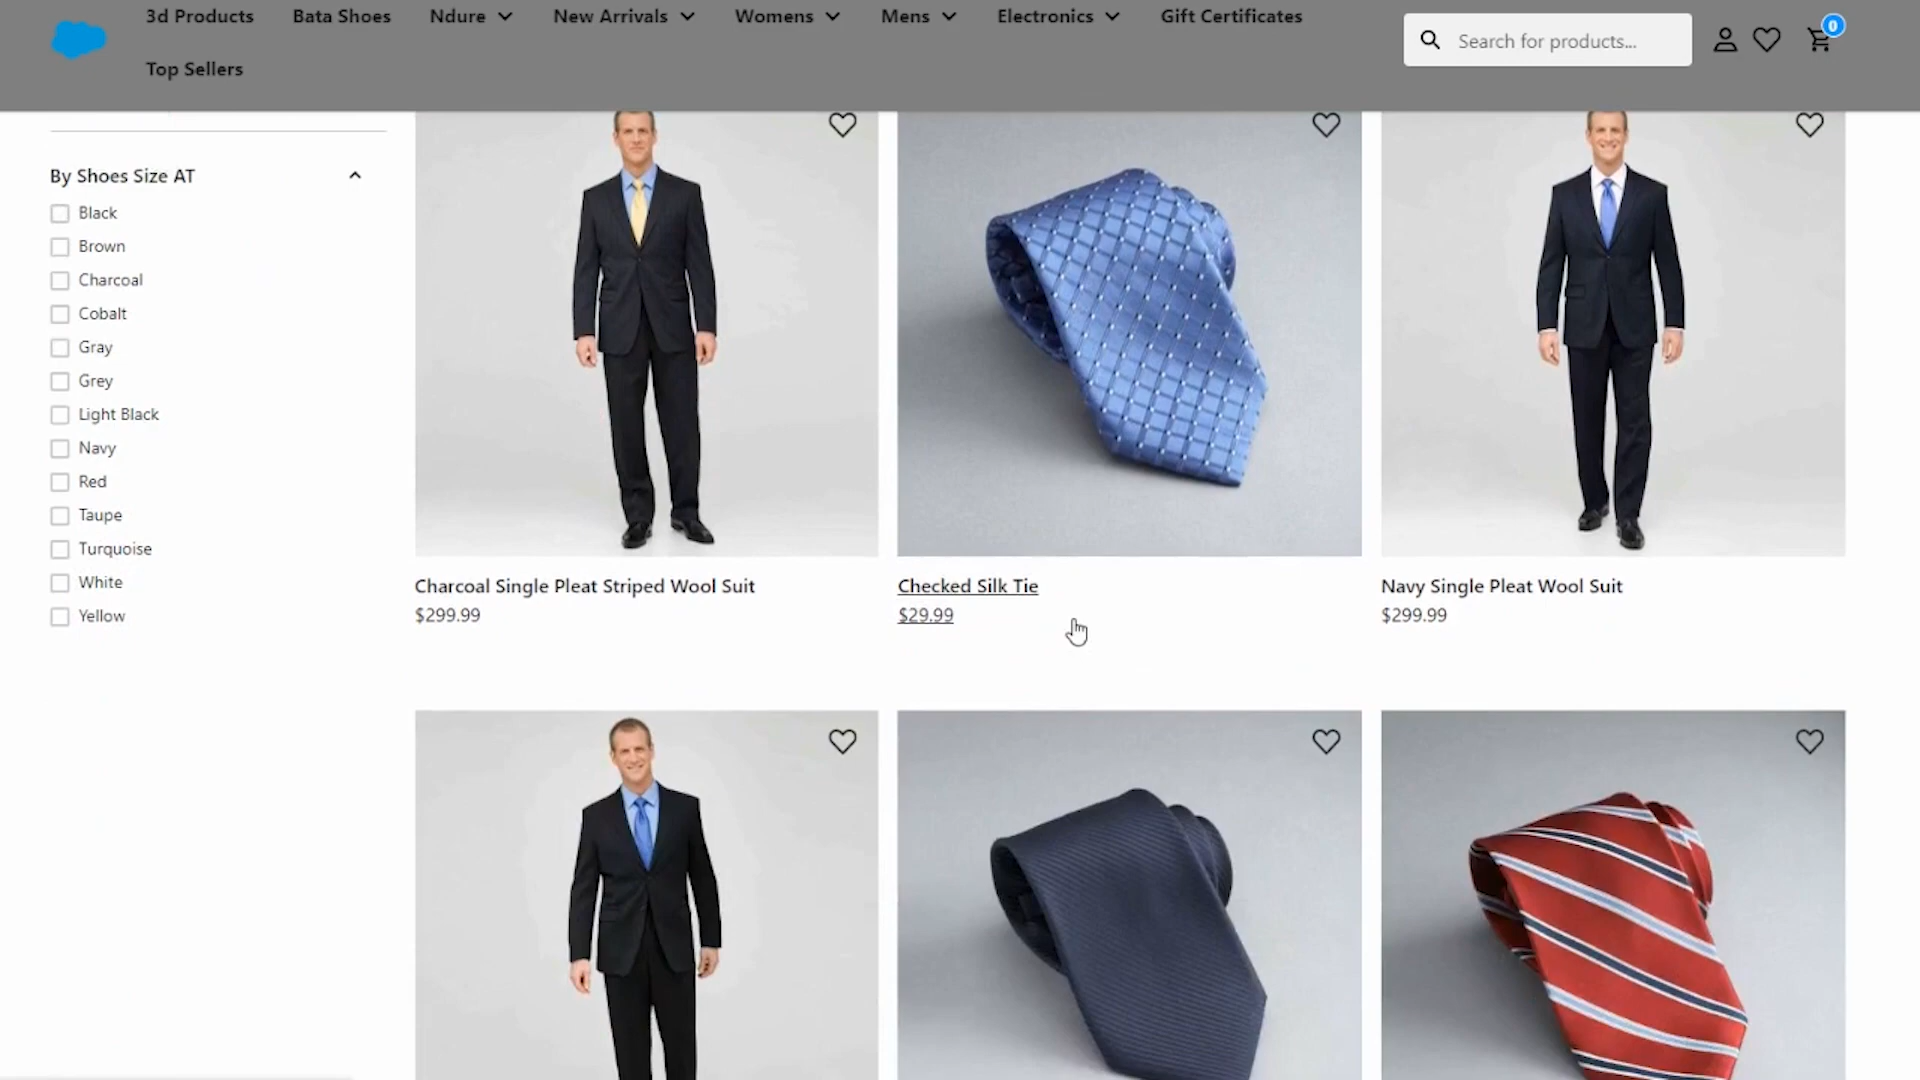 3d Products
Bata Shoes
Ndure
New Arrivals
Womens
Mens
Electronics
Gift Certificates
Top Sellers
Search for products...
0
By Shoes Size AT
Black
Brown
Charcoal
Cobalt
Gray
Grey
Light Black
Navy
Red
Taupe
Turquoise
White
Yellow
Charcoal Single Pleat Striped Wool Suit
$299.99
Checked Silk Tie
$29.99
Navy Single Pleat Wool Suit
$299.99